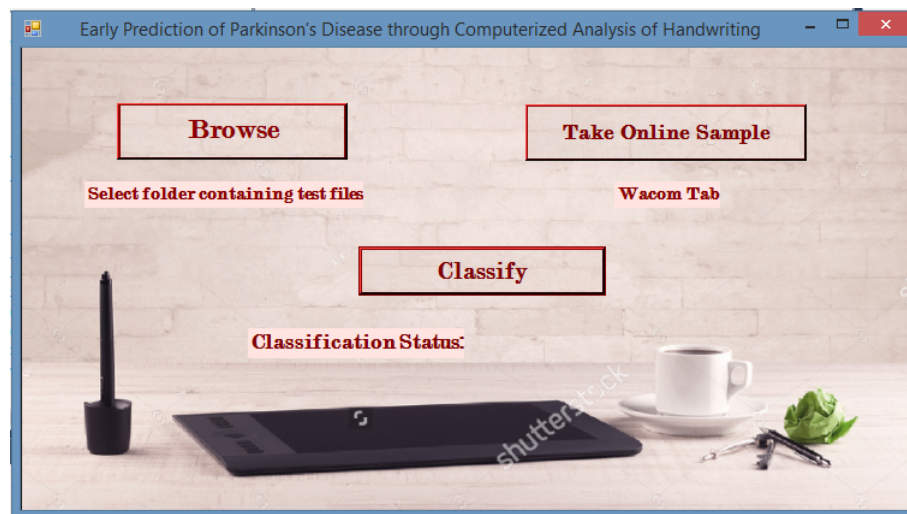 Early Prediction of Parkinson's Disease through Computerized Analysis of Handwriting
Browse
Take Online Sample
Select folder containing test files
Wacom Tab
Classify
Classification Status:
shutterstock